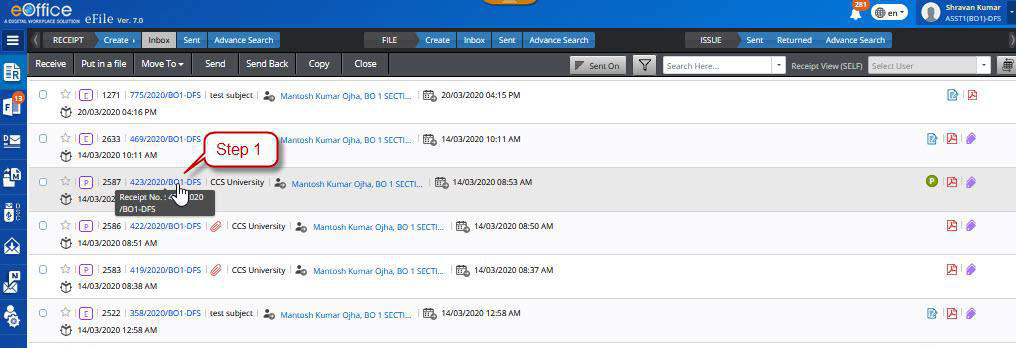 eOffice
A DIGITAL WORKPLACE SOLUTION
eFile Ver. 7.0
281
en
Shravan Kumar
ASST1(BO1)-DFS
RECEIPT Create Inbox Sent Advance Search FILE Create Inbox Sent Advance Search ISSUE Sent Returned Advance Search
Receive Put in a file Move To Send Send Back Copy Close Sent On Search Here... Receipt View (SELF) Select User
13
E 1271 775/2020/BO1-DFS test subject Mantosh Kumar Ojha, BO 1 SECTI... 20/03/2020 04:15 PM
20/03/2020 04:16 PM
E 2633 469/2020/BO1-DFS Mantosh Kumar Ojha, BO 1 SECTI... 14/03/2020 10:11 AM
14/03/2020 10:11 AM
Step 1
P 2587 423/2020/BO1-DFS CCS University Mantosh Kumar Ojha, BO 1 SECTI... 14/03/2020 08:53 AM P
14/03/202
Receipt No. : 020
/BO1-DFS
P 2586 422/2020/BO1-DFS CCS University Mantosh Kumar Ojha, BO 1 SECTI... 14/03/2020 08:50 AM
14/03/2020 08:51 AM
P 2583 419/2020/BO1-DFS CCS University Mantosh Kumar Ojha, BO 1 SECTI... 14/03/2020 08:37 AM
14/03/2020 08:38 AM
E 2522 358/2020/BO1-DFS test subject Mantosh Kumar Ojha, BO 1 SECTI... 14/03/2020 12:58 AM
14/03/2020 12:58 AM